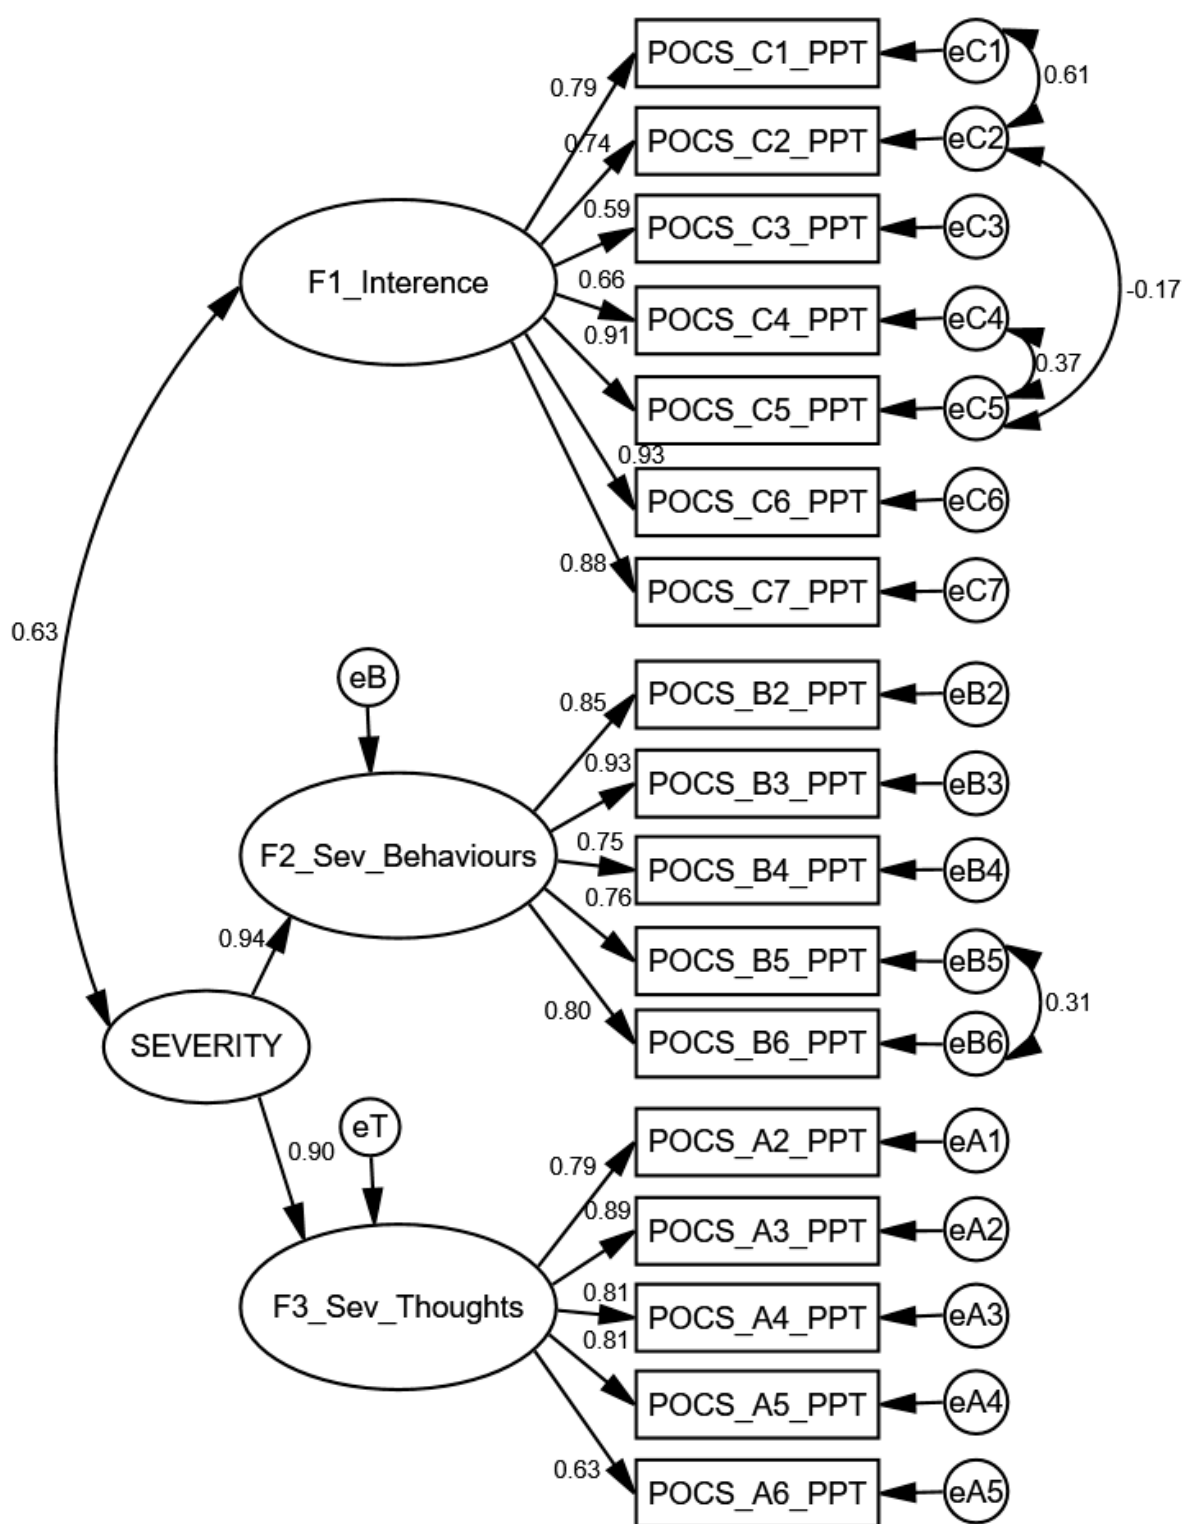 POCS_C1_PPT
eC1
0.79
0.61
POCS_C2_PPT
eC2
0.74
POCS_C3_PPT
eC3
0.59
F1_Interence
0.66
-0.17
POCS_C4_PPT
eC4
0.91
0.37
POCS_C5_PPT
eC5
0.93
POCS_C6_PPT
eC6
0.88
POCS_C7_PPT
eC7
0.63
eB
0.85
POCS_B2_PPT
eB2
0.93
POCS_B3_PPT
eB3
F2_Sev_Behaviours
0.75
POCS_B4_PPT
eB4
0.76
0.94
POCS_B5_PPT
eB5
0.80
0.31
SEVERITY
POCS_B6_PPT
eB6
eT
0.90
0.79
POCS_A2_PPT
eA1
0.89
POCS_A3_PPT
eA2
F3_Sev_Thoughts
0.81
POCS_A4_PPT
eA3
0.81
POCS_A5_PPT
eA4
0.63
POCS_A6_PPT
eA5